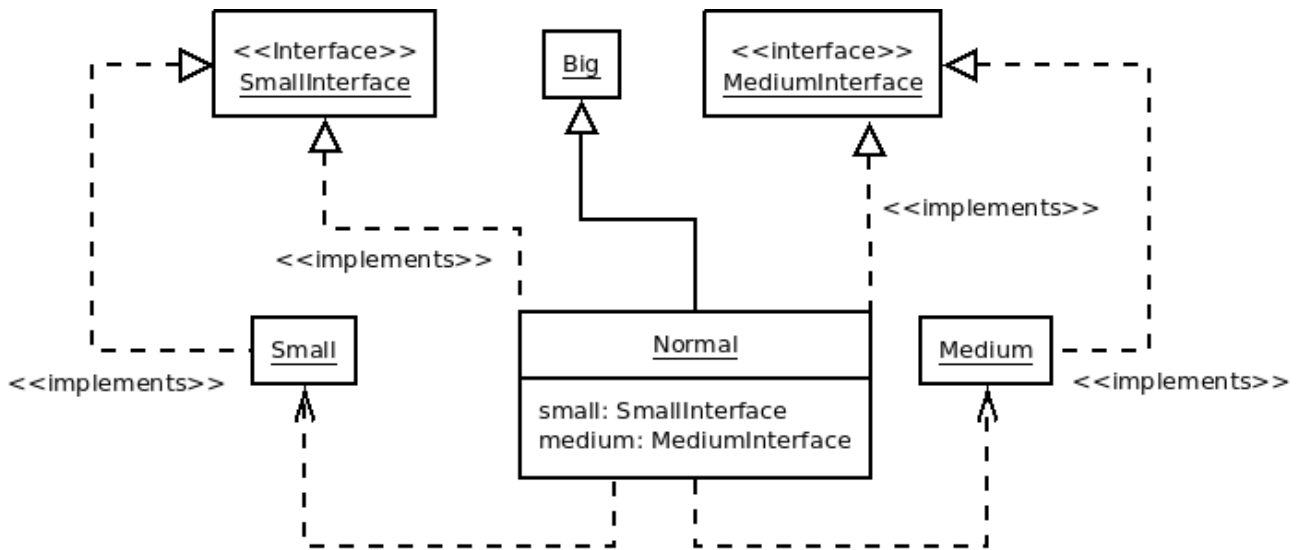 <<Interface>>
SmallInterface
Big
<<interface>>
MediumInterface
<<implements>>
<<implements>>
Small
Normal
Medium
<<implements>>
<<implements>>
small: SmallInterface
medium: MediumInterface